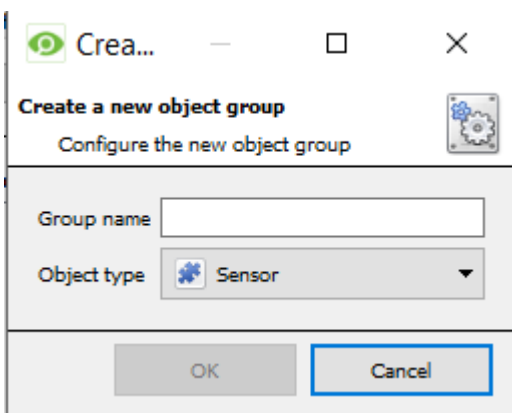 Crea...
Create a new object group
Configure the new object group
Group name
Object type Sensor
OK Cancel